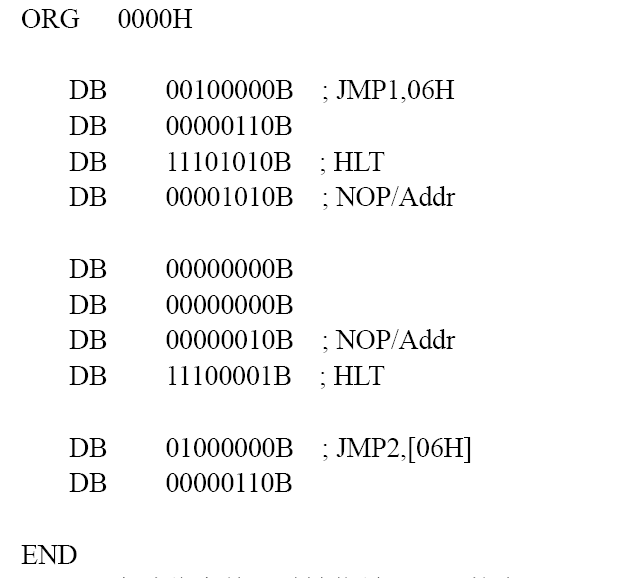 ORG 0000H
DB 00100000B ; JMP1,06H
DB 00000110B
DB 11101010B ; HLT
DB 00001010B ; NOP/Addr
DB 00000000B
DB 00000000B
DB 00000010B ; NOP/Addr
DB 11100001B ; HLT
DB 01000000B ; JMP2,[06H]
DB 00000110B
END